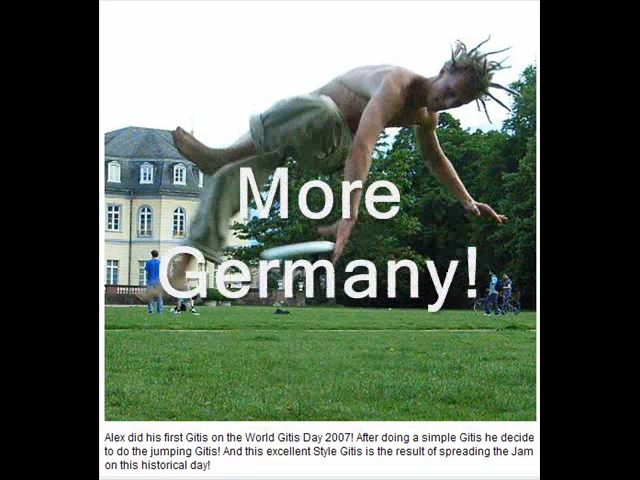 More
Germany!
Alex did his first Gitis on the World Gitis Day 2007! After doing a simple Gitis he decide
to do the jumping Gitis! And this excellent Style Gitis is the result of spreading the Jam
on this historical day!